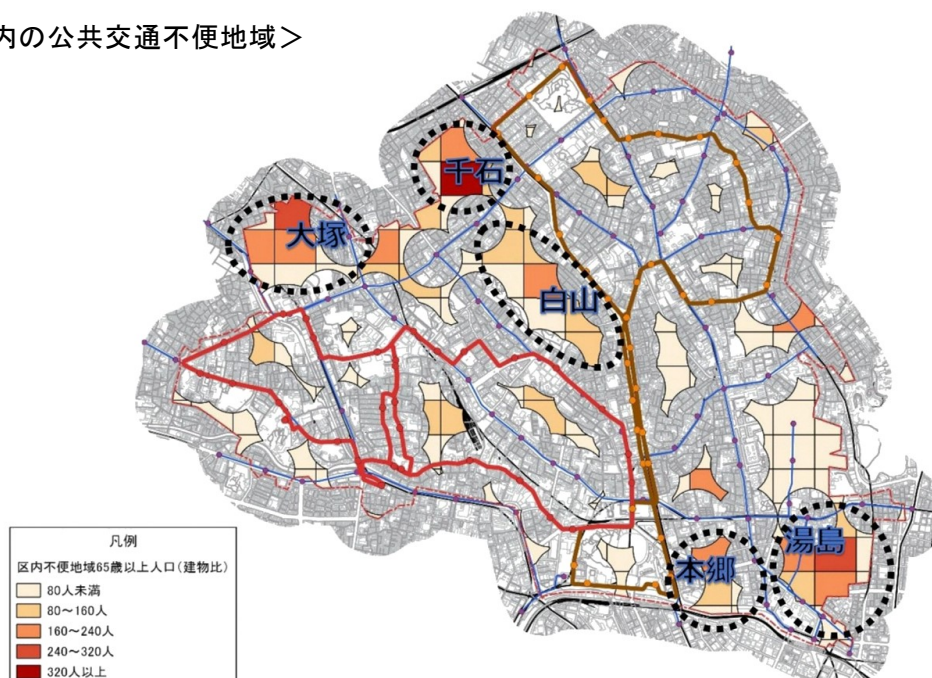 内の公共交通不便地域＞
千石
大塚
白山
湯島
本郷
凡例
区内不便地域65歳以上人口（建物比）
80人未満
80～160人
160～240人
240～320人
320人以上